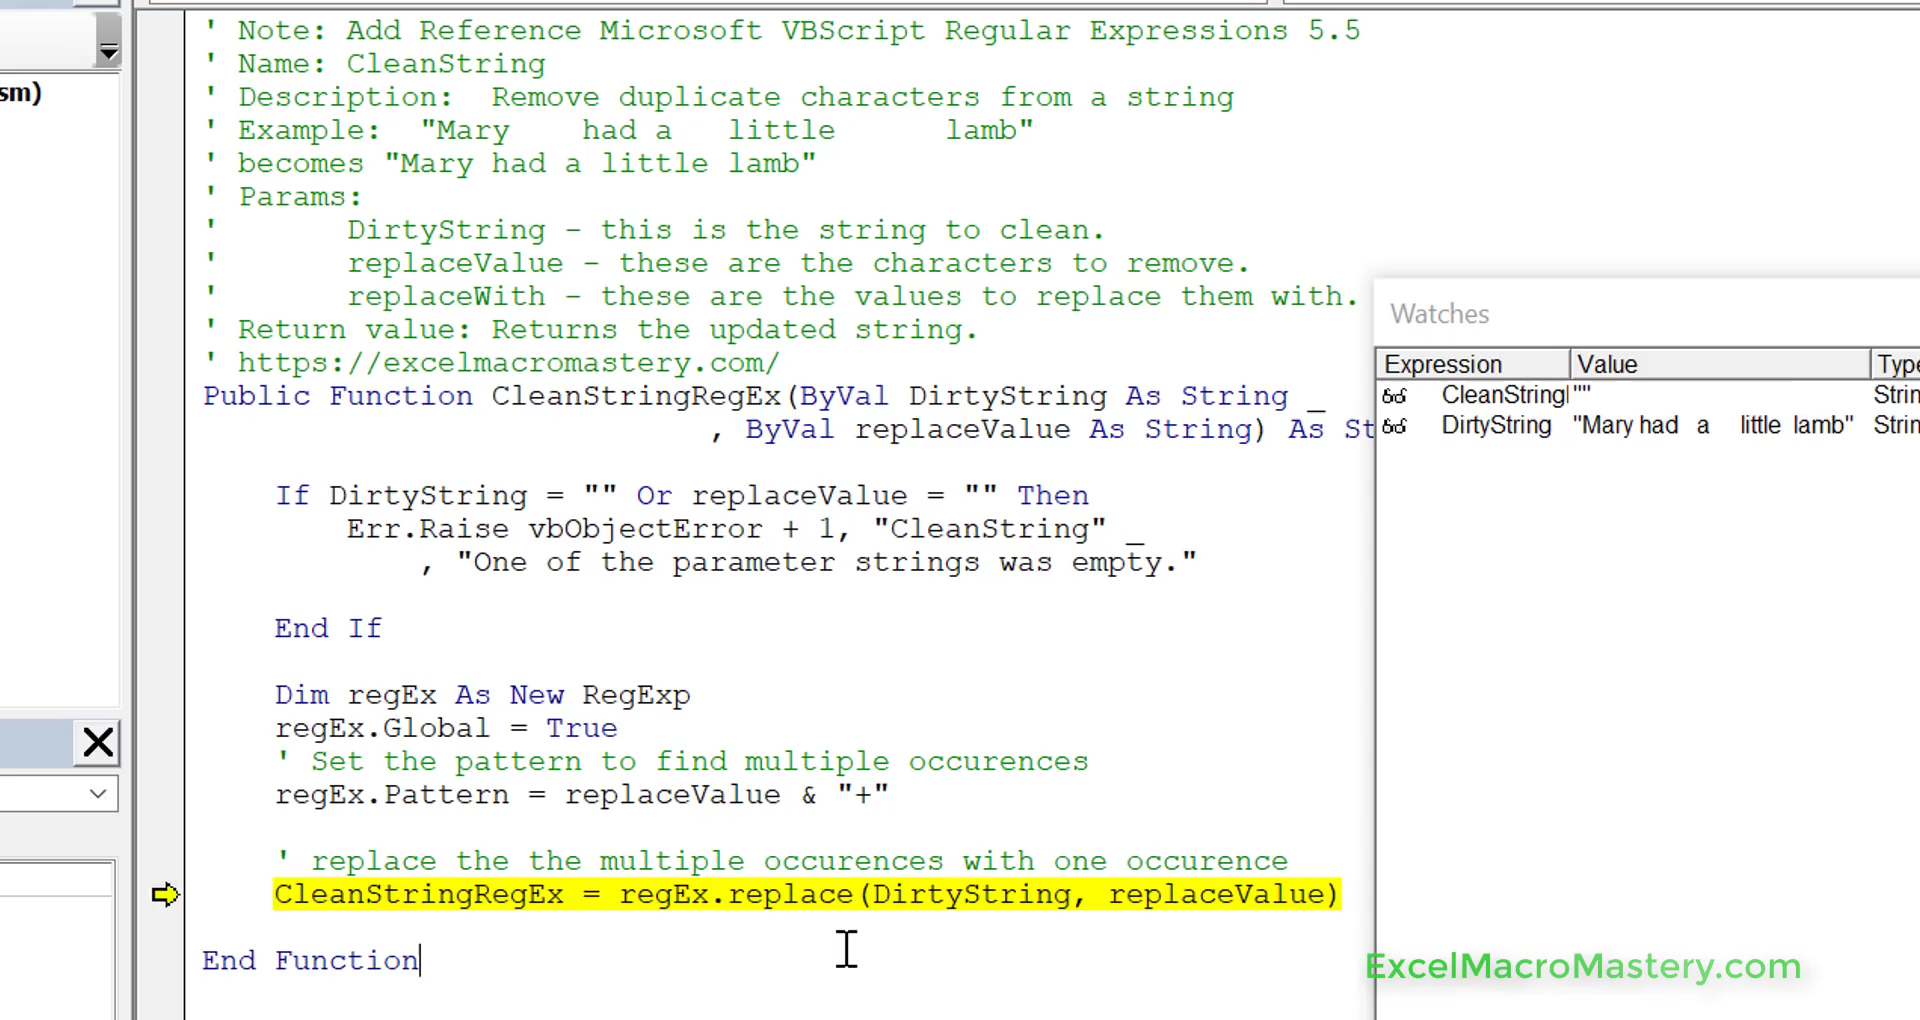 ' Note: Add Reference Microsoft VBScript Regular Expressions 5.5
' Name: CleanString
sm)
' Description:  Remove duplicate characters from a string
' Example:  "Mary    had a   little      lamb"
' becomes "Mary had a little lamb"
' Params:
'       DirtyString - this is the string to clean.
'       replaceValue - these are the characters to remove.
'       replaceWith - these are the values to replace them with.
' Return value: Returns the updated string.
' https://excelmacromastery.com/
Public Function CleanStringRegEx(ByVal DirtyString As String _
, ByVal replaceValue As String) As St
If DirtyString = "" Or replaceValue = "" Then
Err.Raise vbObjectError + 1, "CleanString" _
, "One of the parameter strings was empty."
End If
Dim regEx As New RegExp
regEx.Global = True
' Set the pattern to find multiple occurences
regEx.Pattern = replaceValue & "+"
' replace the the multiple occurences with one occurence
CleanStringRegEx = regEx.replace(DirtyString, replaceValue)
End Function
Watches
Expression Value Type
CleanString "" Strin
DirtyString "Mary had   a     little  lamb" Strin
ExcelMacroMastery.com